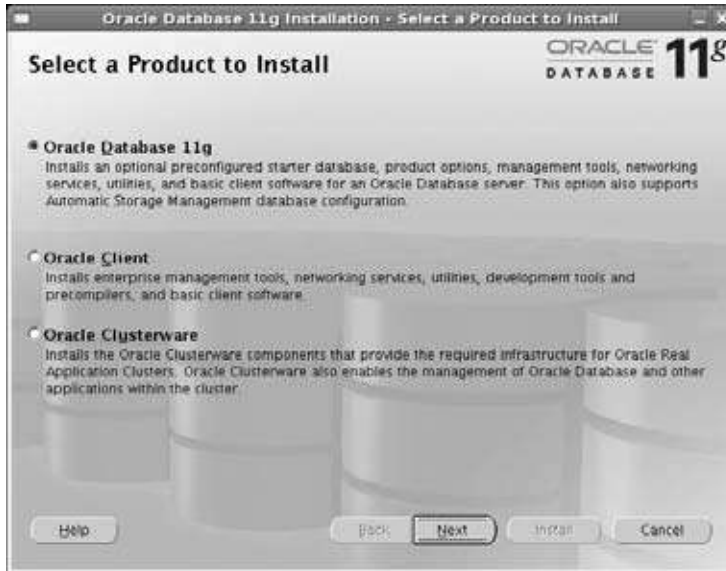 Oracle Database 11g Installation - Select a Product to Install
Select a Product to Install
ORACLE
DATABASE 11g
Oracle Database 11g
Installs an optional preconfigured starter database, product options, management tools, networking
services, utilities, and basic client software for an Oracle Database server. This option also supports
Automatic Storage Management database configuration.
Oracle Client
Installs enterprise management tools, networking services, utilities, development tools and
precompilers, and basic client software.
Oracle Clusterware
Installs the Oracle Clusterware components that provide the required infrastructure for Oracle Real
Application Clusters. Oracle Clusterware also enables the management of Oracle Database and other
applications within the cluster.
Help
Back
Next
Install
Cancel